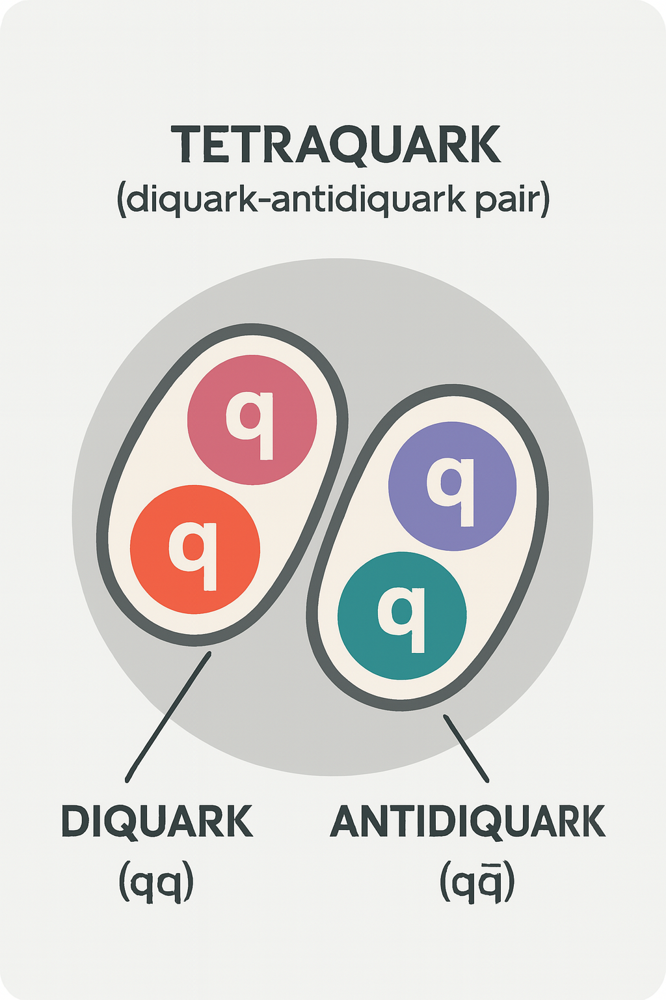 TETRAQUARK
(diquark-antidiquark pair)
q
q
q
q
DIQUARK
ANTIDIQUARK
(qq)
(qq̄)